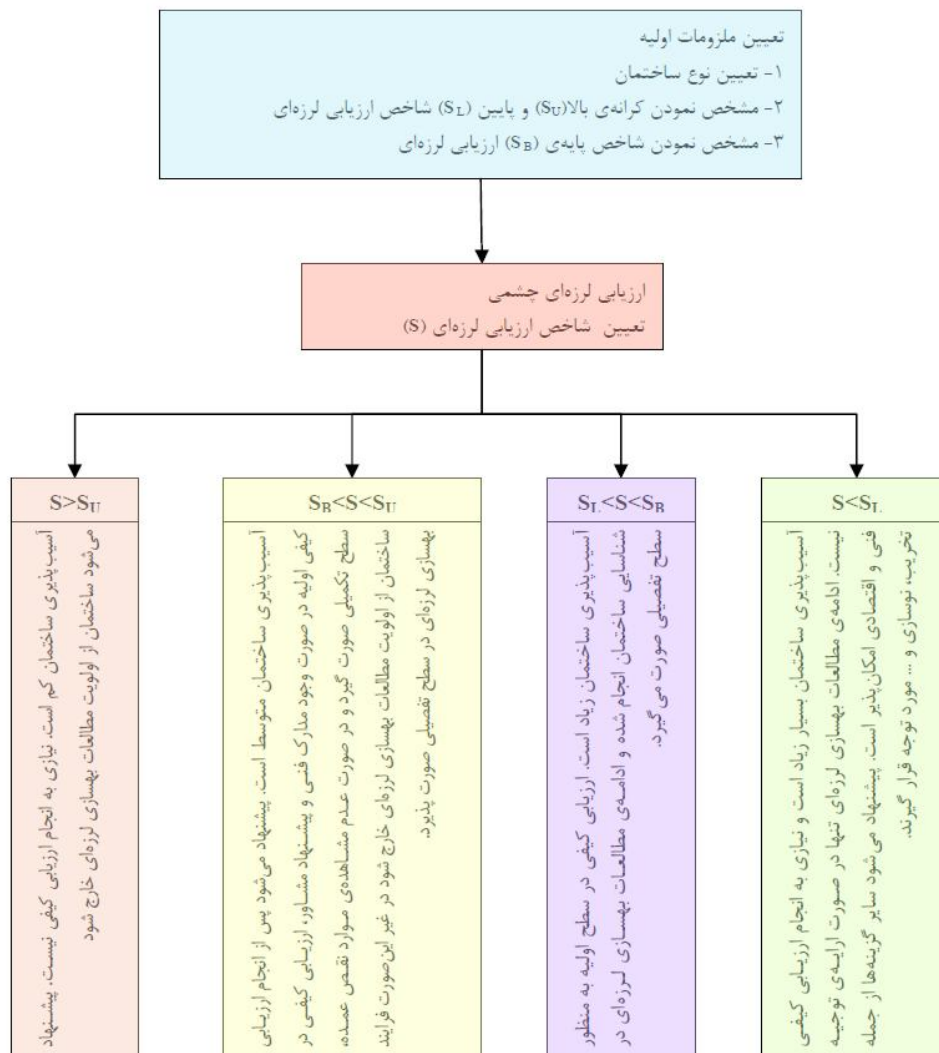 تعیین ملزومات اولیه
۱- تعیین نوع ساختمان
۲- مشخص نمودن کرانه‌ی بالا(SU) و پایین (SL) شاخص ارزیابی لرزه‌ای
۳- مشخص نمودن شاخص پایه‌ی (SB) ارزیابی لرزه‌ای
ارزیابی لرزه‌ای چشمی
تعیین شاخص ارزیابی لرزه‌ای (S)
S<SL
آسیب‌پذیری ساختمان بسیار زیاد است و نیازی به انجام ارزیابی کیفی
نیست. ادامه‌ی مطالعات بهسازی لرزه‌ای تنها در صورت ارایه‌ی توجیه
فنی و اقتصادی امکان‌پذیر است. پیشنهاد می‌شود سایر گزینه‌ها از جمله
تخریب، نوسازی و ... مورد توجه قرار گیرند.
SL<S<SB
آسیب‌پذیری ساختمان زیاد است. ارزیابی کیفی در سطح اولیه به منظور
شناسایی ساختمان انجام شده و ادامه‌ی مطالعات بهسازی لرزه‌ای در
سطح تفصیلی صورت می گیرد.
SB<S<SU
آسیب‌پذیری ساختمان متوسط است. پیشنهاد می‌شود پس از انجام ارزیابی
کیفی اولیه در صورت وجود مدارک فنی و پیشنهاد مشاور، ارزیابی کیفی در
سطح تکمیلی صورت گیرد و در صورت عدم مشاهده‌ی موارد نقص عمده،
ساختمان از اولویت مطالعات بهسازی لرزه‌ای خارج شود در غیر این‌صورت فرایند
بهسازی لرزه‌ای در سطح تفصیلی صورت پذیرد.
S>SU
آسیب‌پذیری ساختمان کم است. نیازی به انجام ارزیابی کیفی نیست. پیشنهاد
می‌شود ساختمان از اولویت مطالعات بهسازی لرزه‌ای خارج شود